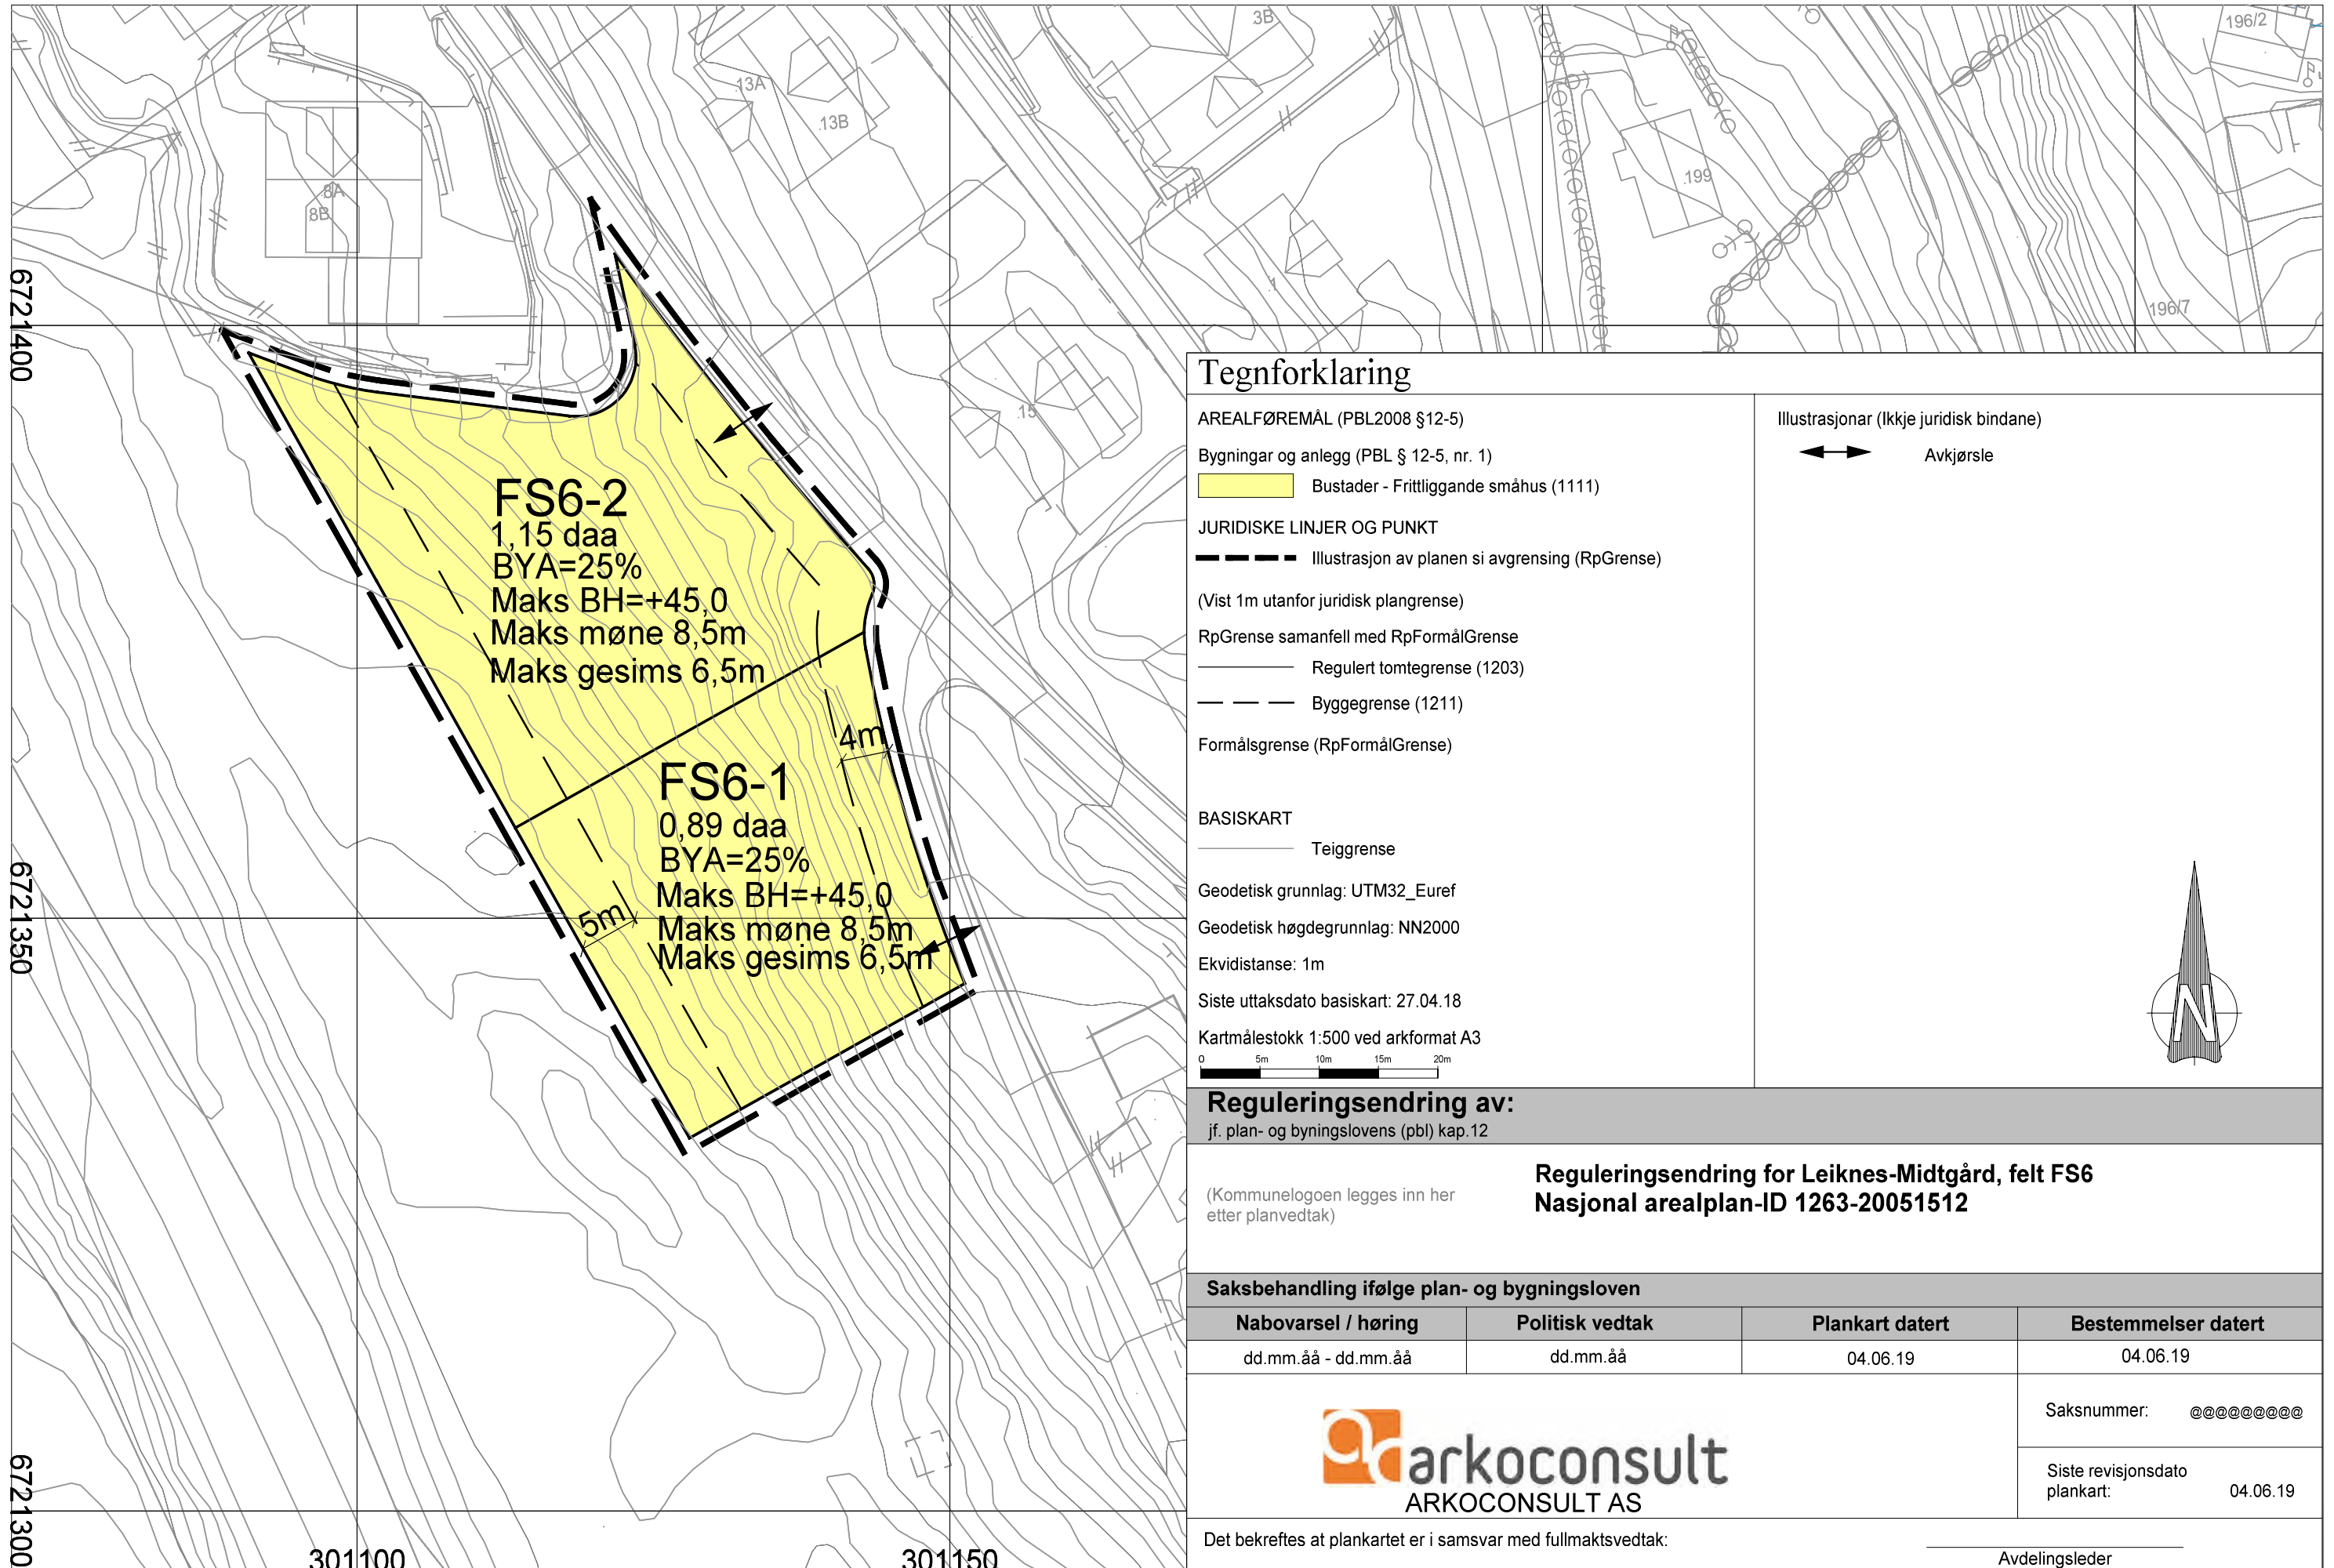 3B
196/2
13A
13B
8A
8B
199
1
196/7
15
6721400
6721350
6721300
301100
301150
FS6-2
1,15 daa
BYA=25%
Maks BH=+45,0
Maks møne 8,5m
Maks gesims 6,5m
4m
FS6-1
0,89 daa
BYA=25%
Maks BH=+45,0
Maks møne 8,5m
Maks gesims 6,5m
5m
Tegnforklaring
AREALFØREMÅL (PBL2008 §12-5)
Bygningar og anlegg (PBL § 12-5, nr. 1)
Bustader - Frittliggande småhus (1111)
JURIDISKE LINJER OG PUNKT
Illustrasjon av planen si avgrensing (RpGrense)
(Vist 1m utanfor juridisk plangrense)
RpGrense samanfell med RpFormålGrense
Regulert tomtegrense (1203)
Byggegrense (1211)
Formålsgrense (RpFormålGrense)
BASISKART
Teiggrense
Geodetisk grunnlag: UTM32_Euref
Geodetisk høgdegrunnlag: NN2000
Ekvidistanse: 1m
Siste uttaksdato basiskart: 27.04.18
Kartmålestokk 1:500 ved arkformat A3
0 5m 10m 15m 20m
Illustrasjonar (Ikkje juridisk bindane)
Avkjørsle
N
Reguleringsendring av:
jf. plan- og byningslovens (pbl) kap.12
(Kommunelogoen legges inn her
etter planvedtak)
Reguleringsendring for Leiknes-Midtgård, felt FS6
Nasjonal arealplan-ID 1263-20051512
Saksbehandling ifølge plan- og bygningsloven
Nabovarsel / høring Politisk vedtak Plankart datert Bestemmelser datert
dd.mm.åå - dd.mm.åå dd.mm.åå 04.06.19 04.06.19
arkoconsult
ARKOCONSULT AS
Saksnummer: @@@@@@@@@
Siste revisjonsdato
plankart: 04.06.19
Det bekreftes at plankartet er i samsvar med fullmaktsvedtak:
Avdelingsleder